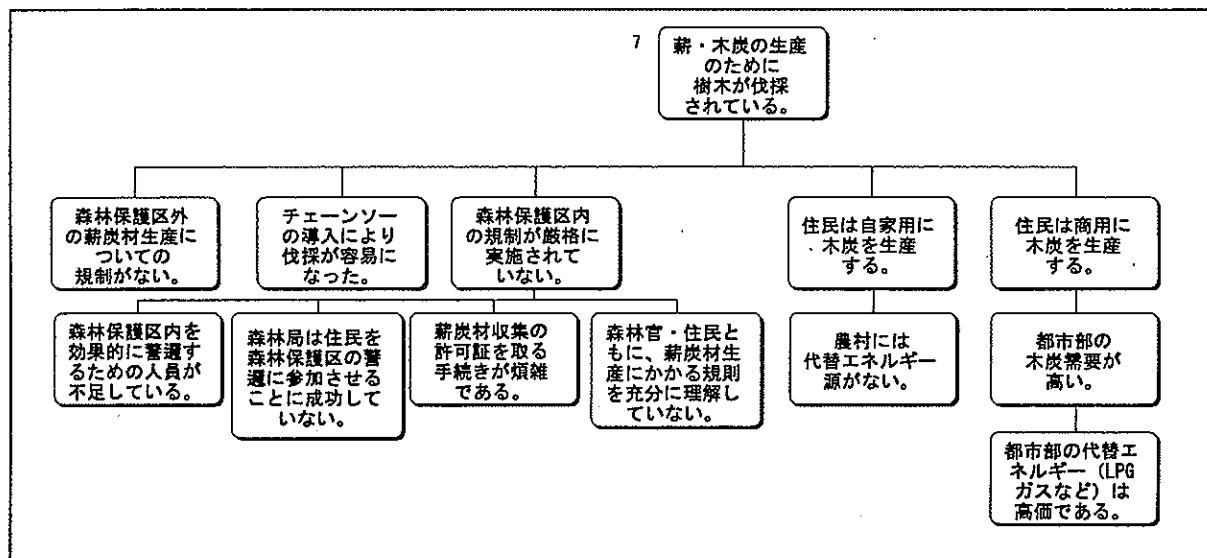 7
薪・木炭の生産
のために
樹木が伐採
されている。
森林保護区外
の薪炭材生産に
ついての
規制がない。
チェーンソー
の導入により
伐採が容易に
なった。
森林保護区内
の規制が厳格に
実施されて
いない。
住民は自家用に
木炭を生産
する。
住民は商用に
木炭を生産
する。
森林保護区内を
効果的に警邏す
るための人員が
不足している。
森林局は住民を
森林保護区の警
邏に参加させる
ことに成功して
いない。
薪炭材収集の
許可証を取る
手続きが煩雑
である。
森林官・住民と
もに、薪炭材生
産にかかる規則
を充分に理解し
ていない。
農村には
代替エネルギー
源がない。
都市部の
木炭需要が
高い。
都市部の代替エ
ネルギー（LPG
ガスなど）は
高価である。